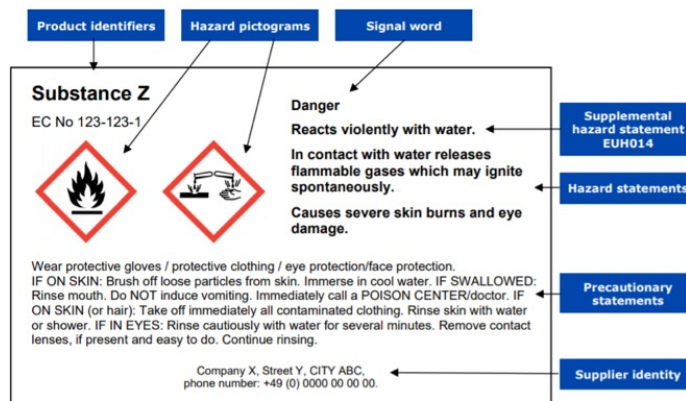 Product identifiers
Hazard pictograms
Signal word
Substance Z
EC No 123-123-1
Danger
Reacts violently with water.
In contact with water releases
flammable gases which may ignite
spontaneously.
Causes severe skin burns and eye
damage.
Supplemental
hazard statement
EUH014
Hazard statements
Wear protective gloves / protective clothing / eye protection/face protection.
IF ON SKIN: Brush off loose particles from skin. Immerse in cool water. IF SWALLOWED:
Rinse mouth. Do NOT induce vomiting. Immediately call a POISON CENTER/doctor. IF
ON SKIN (or hair): Take off immediately all contaminated clothing. Rinse skin with water
or shower. IF IN EYES: Rinse cautiously with water for several minutes. Remove contact
lenses, if present and easy to do. Continue rinsing.
Precautionary
statements
Company X, Street Y, CITY ABC,
phone number: +49 (0) 0000 00 00 00.
Supplier identity